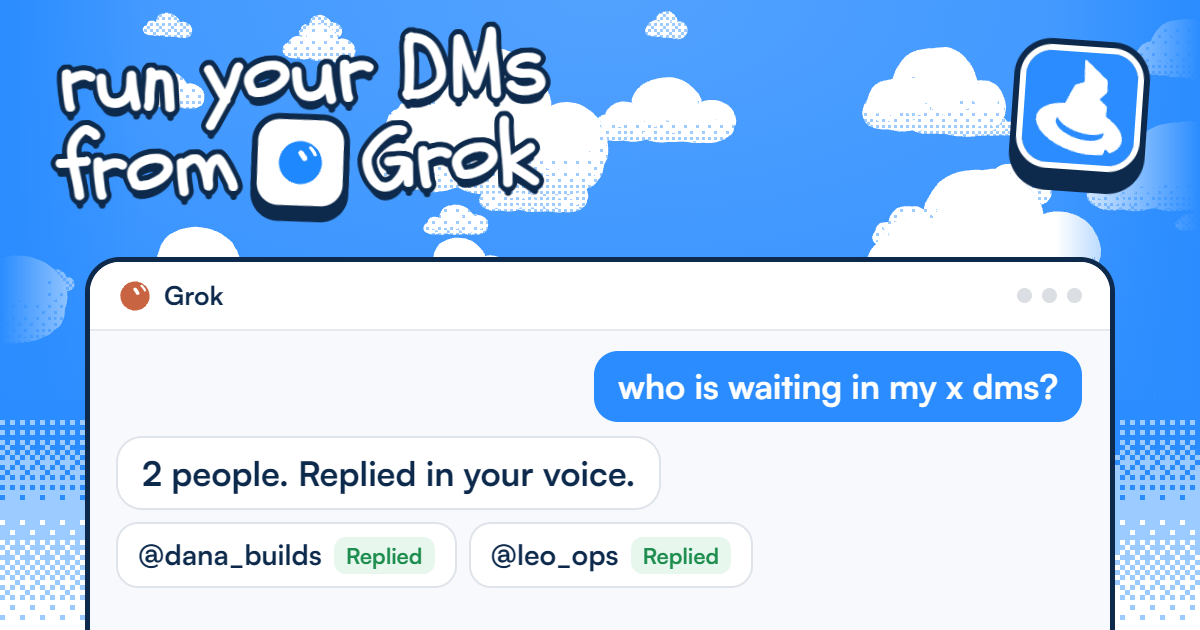 run your DMs
from Grok
Grok
who is waiting in my x dms?
2 people. Replied in your voice.
@dana_builds Replied @leo_ops Replied